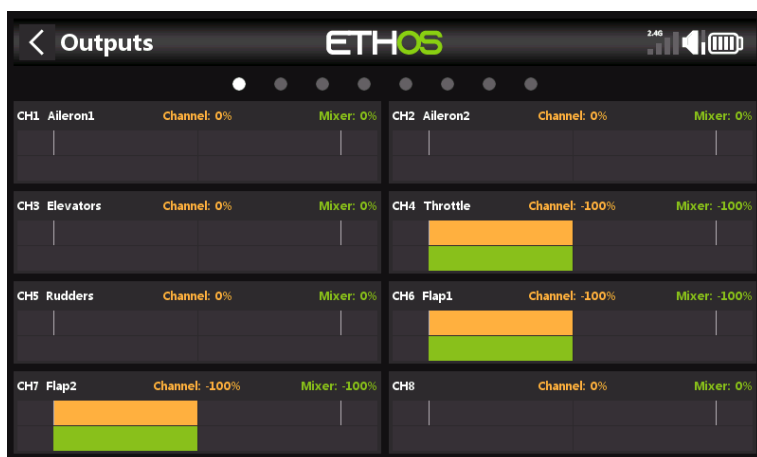 Outputs
ETHOS
2.4G
CH1 Aileron1 Channel: 0% Mixer: 0%
CH2 Aileron2 Channel: 0% Mixer: 0%
CH3 Elevators Channel: 0% Mixer: 0%
CH4 Throttle Channel: -100% Mixer: -100%
CH5 Rudders Channel: 0% Mixer: 0%
CH6 Flap1 Channel: -100% Mixer: -100%
CH7 Flap2 Channel: -100% Mixer: -100%
CH8 Channel: 0% Mixer: 0%